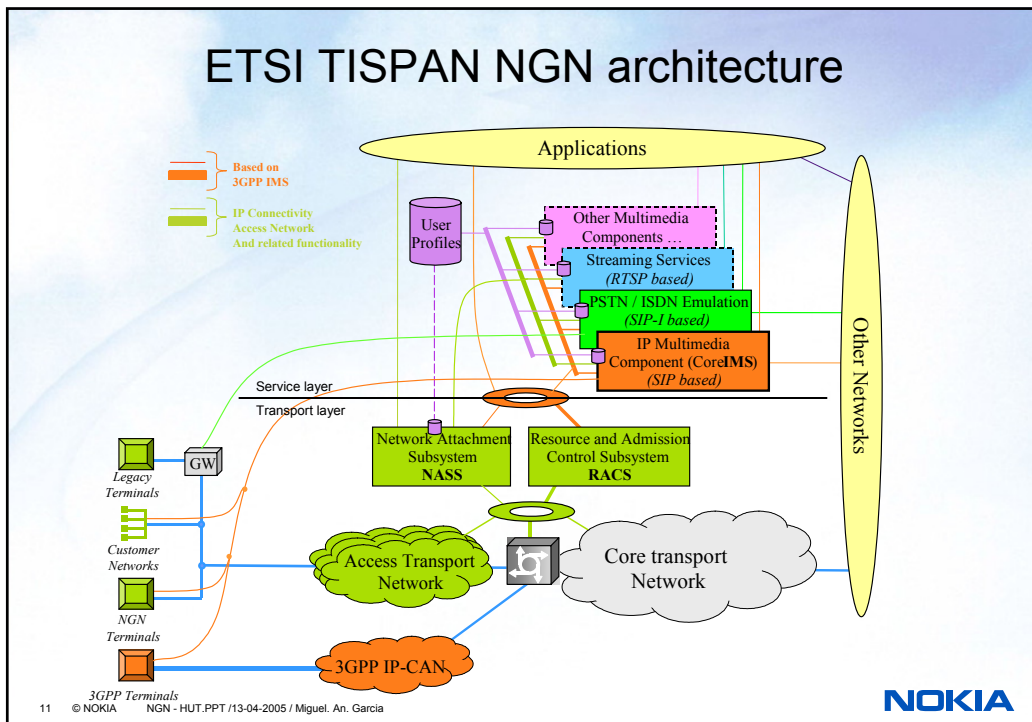 ETSI TISPAN NGN architecture
Based on
3GPP IMS
IP Connectivity
Access Network
And related functionality
Applications
User
Profiles
Other Multimedia
Components …
Streaming Services
(RTSP based)
PSTN / ISDN Emulation
(SIP-I based)
IP Multimedia
Component (CoreIMS)
(SIP based)
Other Networks
Service layer
Transport layer
Network Attachment
Subsystem
NASS
Resource and Admission
Control Subsystem
RACS
GW
Legacy
Terminals
Customer
Networks
NGN
Terminals
3GPP Terminals
Access Transport
Network
Core transport
Network
3GPP IP-CAN
11 © NOKIA NGN - HUT.PPT /13-04-2005 / Miguel. An. Garcia
NOKIA